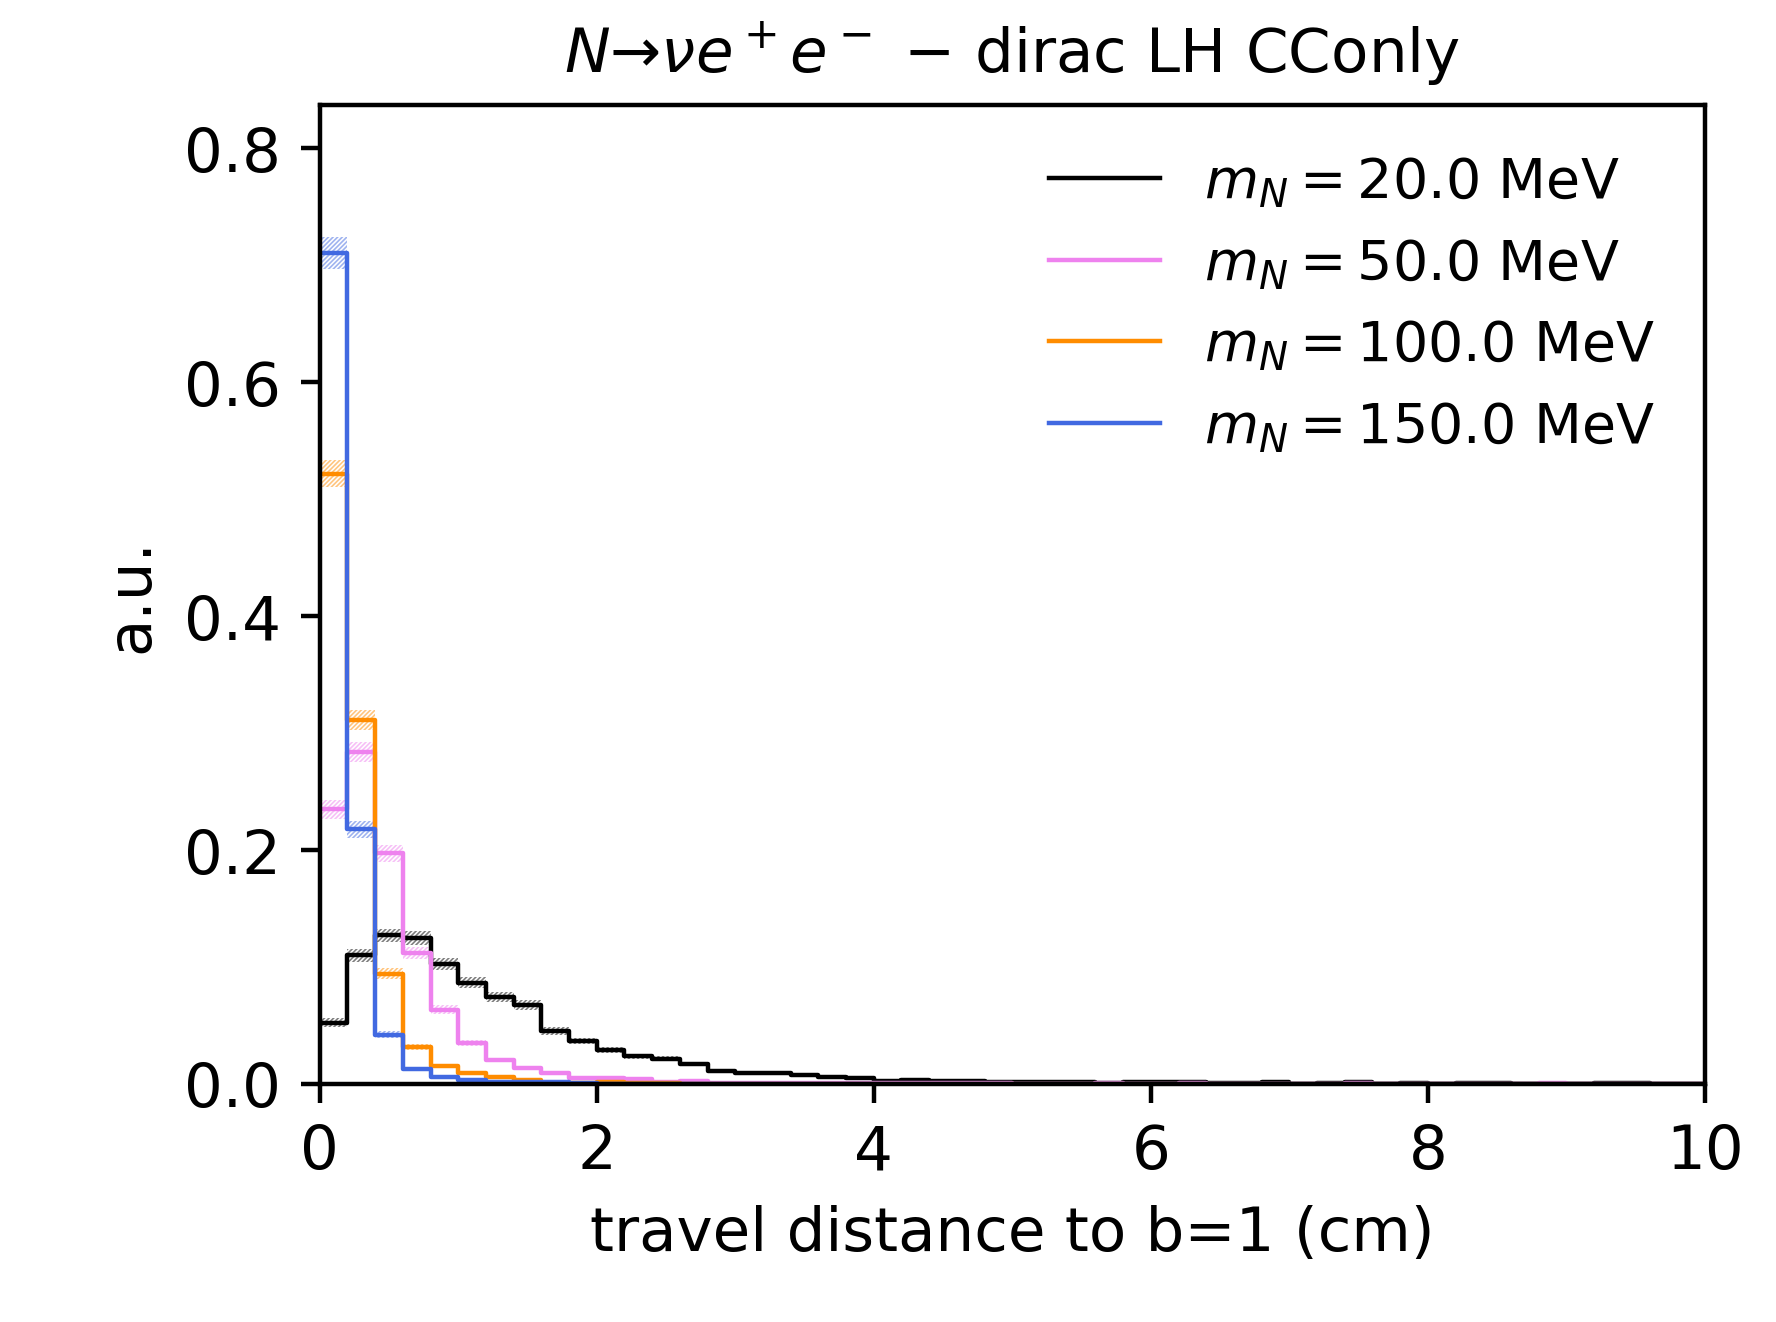 N→νe⁺e⁻ − dirac LH CConly
m_N = 20.0 MeV
m_N = 50.0 MeV
m_N = 100.0 MeV
m_N = 150.0 MeV
a.u.
0.8
0.6
0.4
0.2
0.0
0 2 4 6 8 10
travel distance to b=1 (cm)